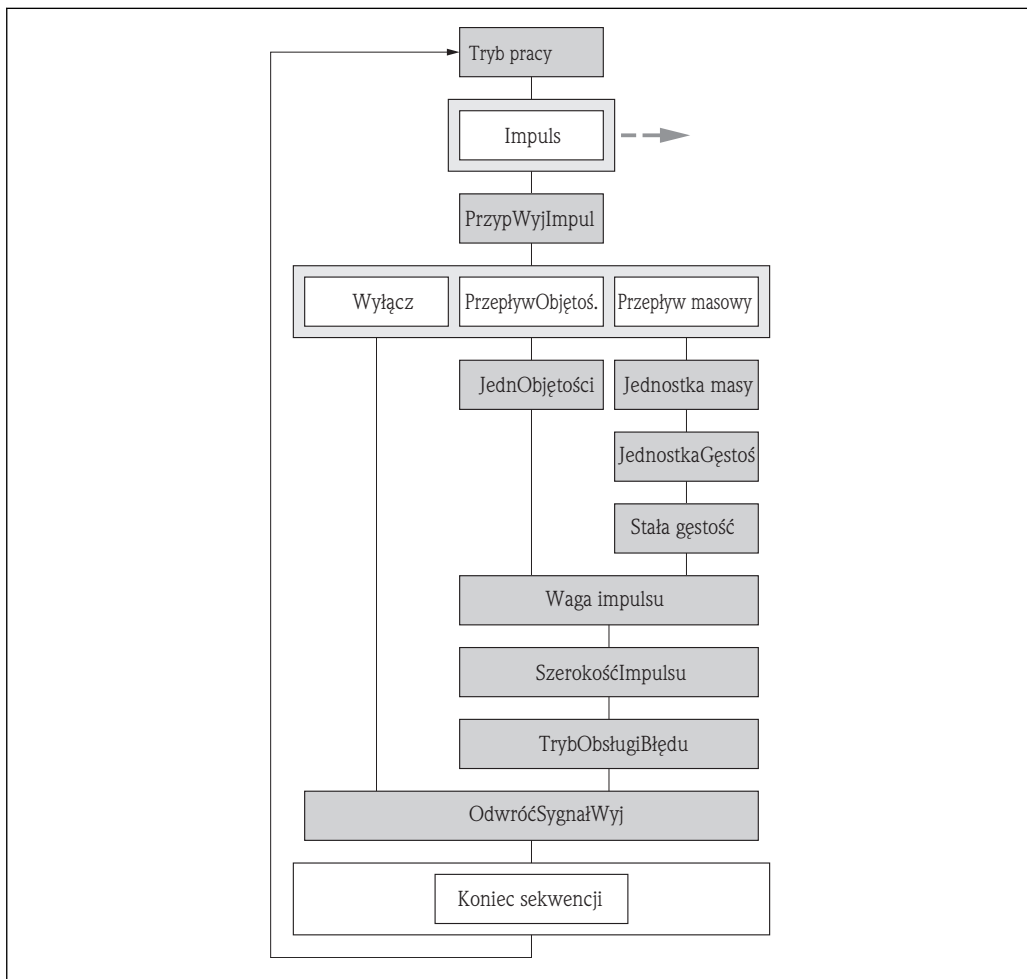 Tryb pracy
Impuls
PrzypWyjImpul
Wyłącz
PrzepływObjętoś.
Przepływ masowy
JednObjętości
Jednostka masy
JednostkaGęstoś
Stała gęstość
Waga impulsu
SzerokośćImpulsu
TrybObsługiBłędu
OdwróćSygnałWyj
Koniec sekwencji